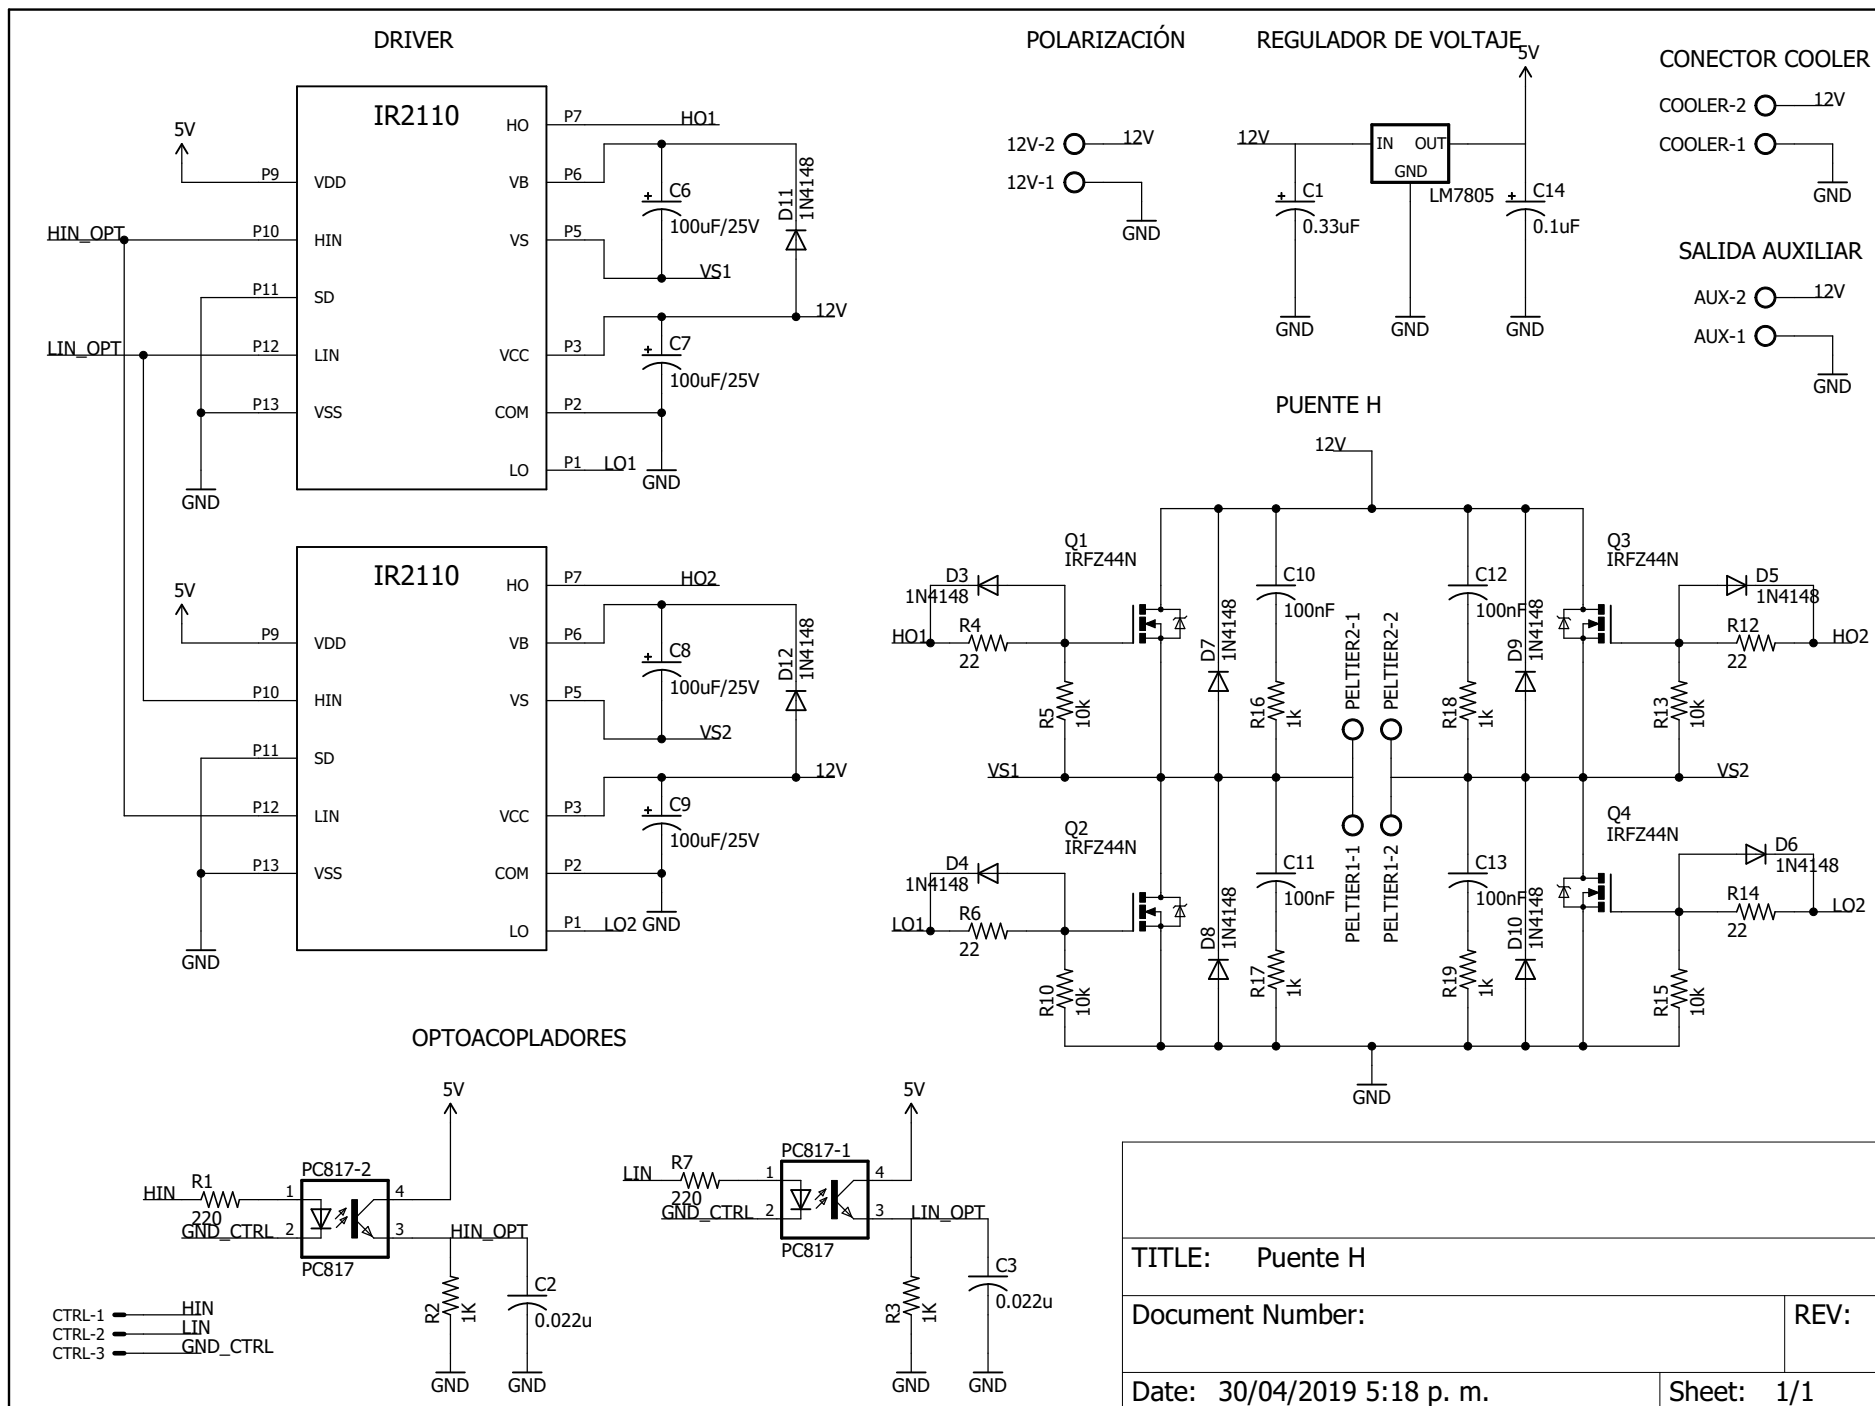 DRIVER
IR2110
5V
P9 VDD
HIN_OPT
P10 HIN
P11 SD
LIN_OPT
P12 LIN
P13 VSS
GND
HO P7 HO1
VB P6
C6
100uF/25V
D11
1N4148
VS P5
VS1
12V
VCC P3
C7
100uF/25V
COM P2
LO P1 LO1
GND
IR2110
5V
P9 VDD
P10 HIN
P11 SD
P12 LIN
P13 VSS
GND
HO P7 HO2
VB P6
C8
100uF/25V
D12
1N4148
VS P5
VS2
12V
VCC P3
C9
100uF/25V
COM P2
LO P1 LO2
GND
POLARIZACIÓN
12V-2 12V
12V-1
GND
REGULADOR DE VOLTAJE
5V
12V
IN OUT
GND
LM7805
C1
0.33uF
C14
0.1uF
GND
GND
GND
CONECTOR COOLER
COOLER-2 12V
COOLER-1
GND
SALIDA AUXILIAR
AUX-2 12V
AUX-1
GND
PUENTE H
12V
Q1
IRFZ44N
D3
1N4148
HO1
R4
22
R5
10k
D7
1N4148
C10
100nF
R16
1k
PELTIER2-1
PELTIER2-2
C12
100nF
R18
1k
D9
1N4148
Q3
IRFZ44N
D5
1N4148
R12
22
HO2
R13
10k
VS1
VS2
Q2
IRFZ44N
D4
1N4148
LO1
R6
22
R10
10k
D8
1N4148
C11
100nF
R17
1k
PELTIER1-1
PELTIER1-2
C13
100nF
R19
1k
D10
1N4148
Q4
IRFZ44N
D6
1N4148
R14
22
LO2
R15
10k
GND
OPTOACOPLADORES
5V
HIN
R1
220
GND_CTRL
PC817-2
1
2
4
3
PC817
HIN_OPT
R2
1K
C2
0.022u
GND
GND
5V
LIN
R7
220
GND_CTRL
PC817-1
1
2
4
3
PC817
LIN_OPT
R3
1K
C3
0.022u
GND
GND
CTRL-1 HIN
CTRL-2 LIN
CTRL-3 GND_CTRL
TITLE: Puente H
Document Number:
REV:
Date: 30/04/2019 5:18 p. m.
Sheet: 1/1